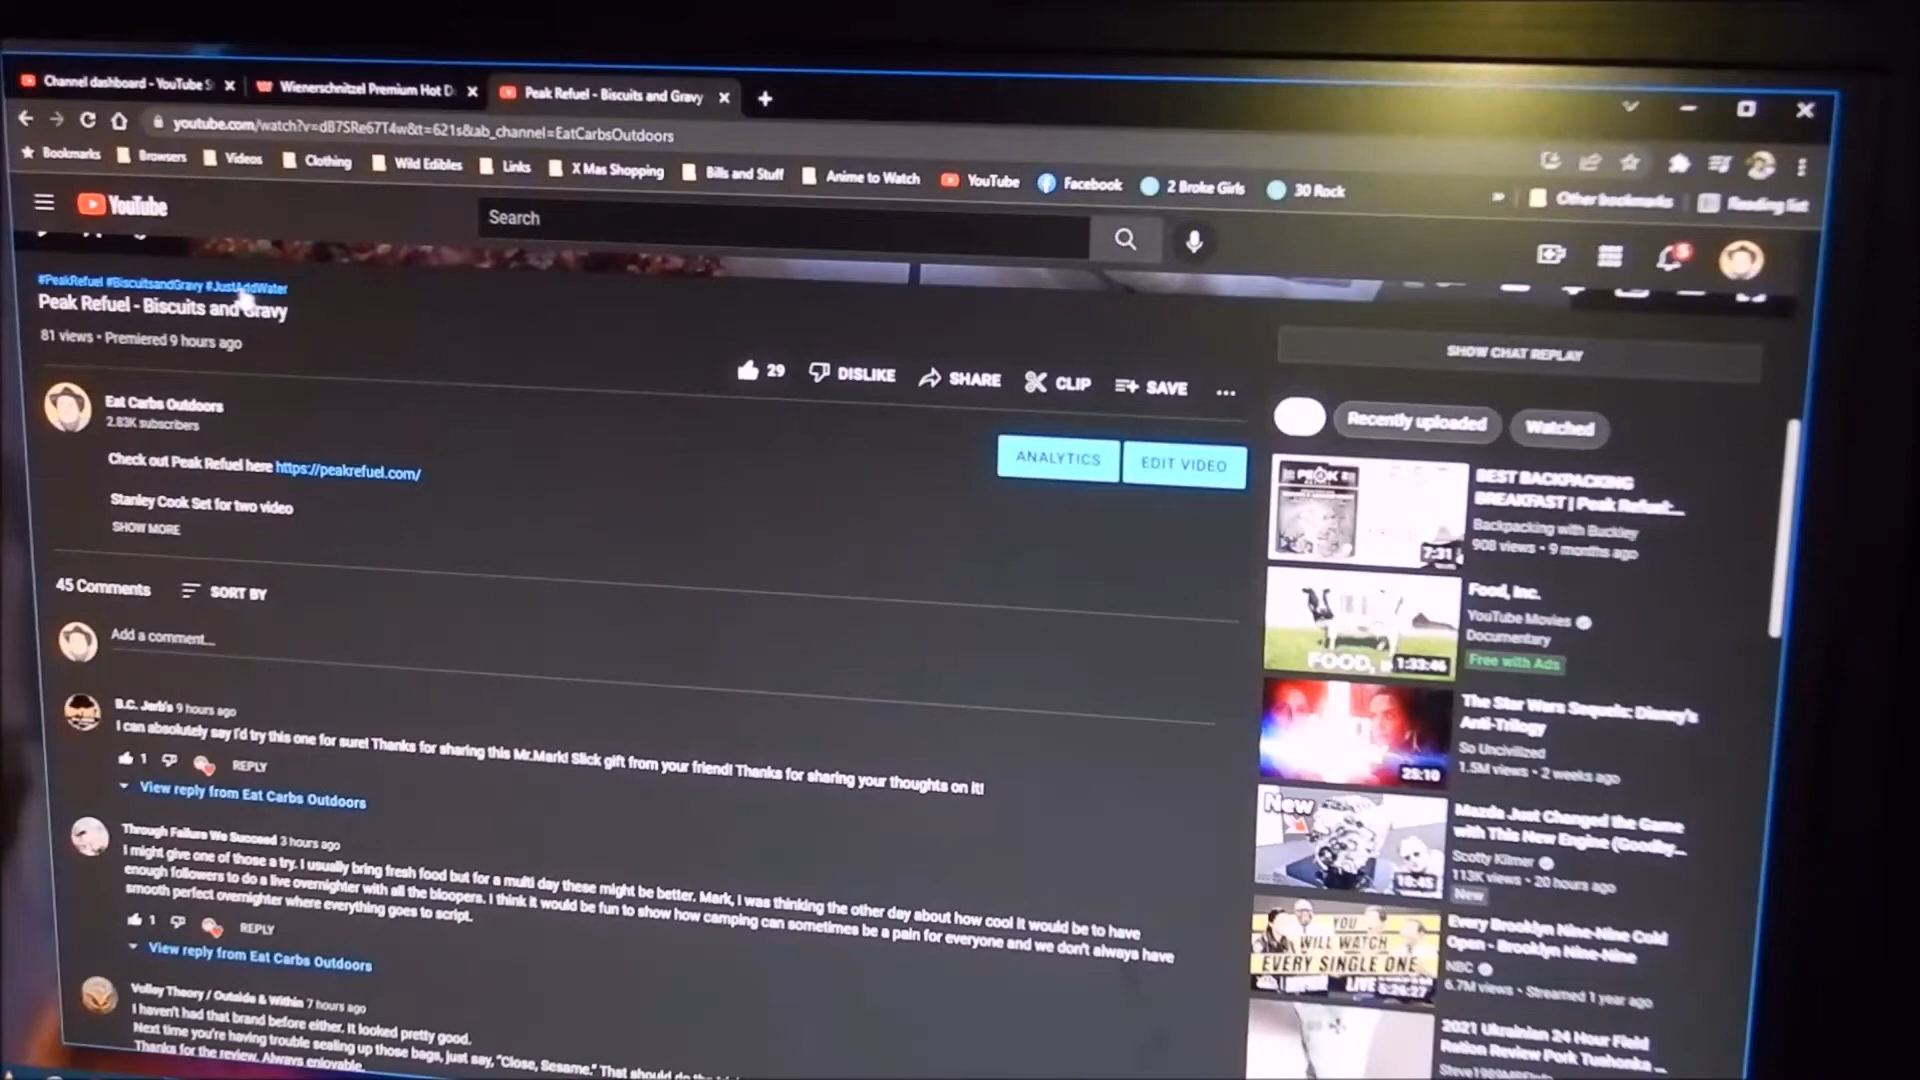 Channel dashboard - YouTube S
Wienerschnitzel Premium Hot D
Peak Refuel - Biscuits and Gravy
youtube.com/watch?v=dB7SRe67T4w&t=621s&ab_channel=EatCarbsOutdoors
Bookmarks Browsers Videos Clothing Wild Edibles Links X Mas Shopping Bills and Stuff Anime to Watch YouTube Facebook 2 Broke Girls 30 Rock » Other bookmarks Reading list
YouTube
Search
#PeakRefuel #BiscuitsandGravy #JustAddWater
Peak Refuel - Biscuits and Gravy
81 views • Premiered 9 hours ago
29 DISLIKE SHARE CLIP SAVE ...
Eat Carbs Outdoors
2.83K subscribers
ANALYTICS EDIT VIDEO
Check out Peak Refuel here https://peakrefuel.com/
Stanley Cook Set for two video
SHOW MORE
45 Comments SORT BY
Add a comment...
B.C. Jerb's 9 hours ago
I can absolutely say I'd try this one for sure! Thanks for sharing this Mr.Mark! Slick gift from your friend! Thanks for sharing your thoughts on it!
1 REPLY
View reply from Eat Carbs Outdoors
Through Failure We Succeed 3 hours ago
I might give one of those a try. I usually bring fresh food but for a multi day these might be better. Mark, I was thinking the other day about how cool it would be to have
enough followers to do a live overnighter with all the bloopers. I think it would be fun to show how camping can sometimes be a pain for everyone and we don't always have
smooth perfect overnighter where everything goes to script.
1 REPLY
View reply from Eat Carbs Outdoors
Volley Theory / Outside & Within 7 hours ago
I haven't had that brand before either. It looked pretty good.
Next time you're having trouble sealing up those bags, just say, "Close, Sesame." That should do the
Thanks for the review. Always enjoyable.
SHOW CHAT REPLAY
Recently uploaded Watched
PEAK
7:31
BEST BACKPACKING
BREAKFAST | Peak Refuel:...
Backpacking with Buckley
908 views • 9 months ago
FOOD,
1:33:46
Food, Inc.
YouTube Movies
Documentary
Free with Ads
25:10
The Star Wars Sequels: Disney's
Anti-Trilogy
So Uncivilized
1.5M views • 2 weeks ago
New
10:45
Mazda Just Changed the Game
with This New Engine (Goodby...
Scotty Kilmer
113K views • 20 hours ago
New
YOU
WILL WATCH
EVERY SINGLE ONE
LIVE 5:26:27
Every Brooklyn Nine-Nine Cold
Open - Brooklyn Nine-Nine
NBC
6.7M views • Streamed 1 year ago
2021 Ukrainian 24 Hour Field
Ration Review Pork Tushonka ...